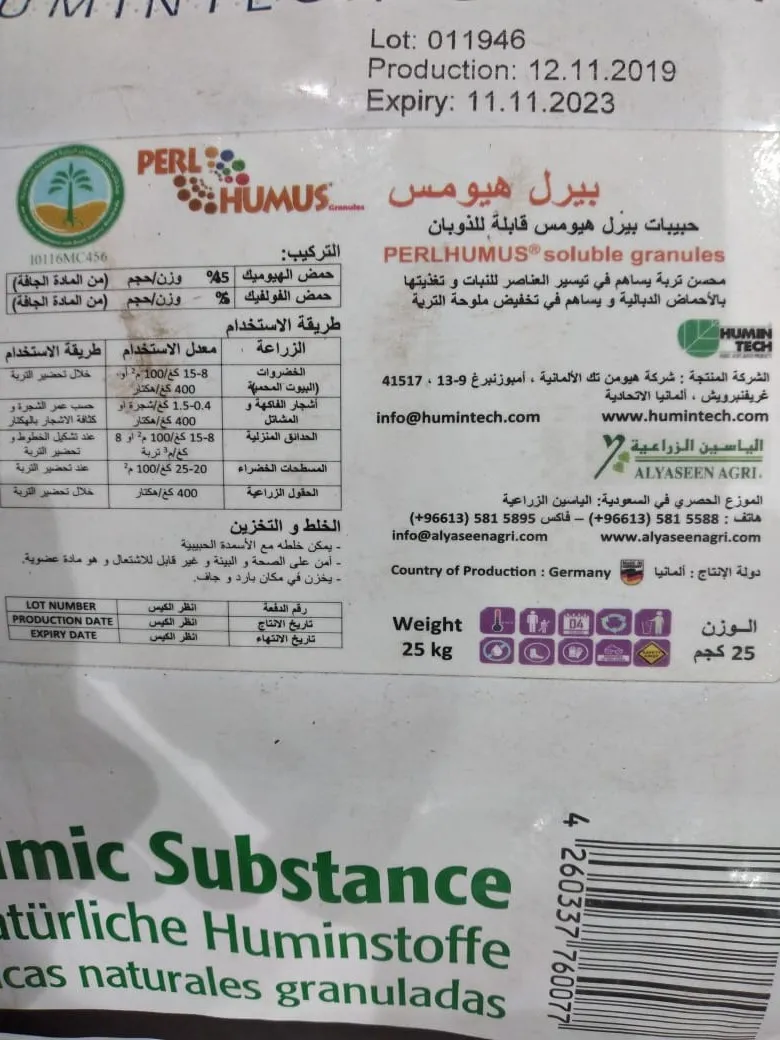 Lot: 011946
Production: 12.11.2019
Expiry: 11.11.2023
10116MC456
PERL HUMUS
Granules
بيرل هيومس
حبيبات بيرل هيومس قابلة للذوبان
PERLHUMUS® soluble granules
محسن تربة يساهم في تيسير العناصر للنبات و تغذيتها
بالأحماض الدبالية و يساهم في تخفيض ملوحة التربة
HUMIN
TECH
الشركة المنتجة : شركة هيومن تك الألمانية ، أمبوزنبرغ 9-13 ، 41517
غريفنبرويش ، ألمانيا الاتحادية
info@humintech.com www.humintech.com
الياسين الزراعية
ALYASEEN AGRI.
الموزع الحصري في السعودية: الياسين الزراعية
هاتف : 5588 581 (96613+) – فاكس 5895 581 (96613+)
info@alyaseenagri.com www.alyaseenagri.com
دولة الإنتاج : ألمانيا Country of Production : Germany
Weight الوزن
25 kg 25 كجم
04
التركيب:
حمض الهيوميك 45% وزن/حجم (من المادة الجافة)
حمض الفولفيك % وزن/حجم (من المادة الجافة)
طريقة الاستخدام
الزراعة معدل الاستخدام طريقة الاستخدام
الخضروات 15-8 كغ/100 م² أو، خلال تحضير التربة
(البيوت المحمية) 400 كغ/هكتار
أشجار الفاكهة و 1.5-0.4 كغ/شجرة او حسب عمر الشجرة و
المشاتل 400 كغ/هكتار كثافة الاشجار بالهكتار
الحدائق المنزلية 15-8 كغ/100 م² او 8 عند تشكيل الخطوط و
كغ/م³ تربة تحضير التربة
المسطحات الخضراء 25-20 كغ/100 م² عند تحضير التربة
الحقول الزراعية 400 كغ/هكتار خلال تحضير التربة
الخلط و التخزين
- يمكن خلطه مع الأسمدة الحبيبية
- أمن على الصحة و البيئة و غير قابل للاشتعال و هو مادة عضوية.
- يخزن في مكان بارد و جاف.
رقم الدفعة انظر الكيس LOT NUMBER
تاريخ الانتاج انظر الكيس PRODUCTION DATE
تاريخ الانتهاء انظر الكيس EXPIRY DATE
mic Substance
atürliche Huminstoffe
cas naturales granuladas
4 260337 760077